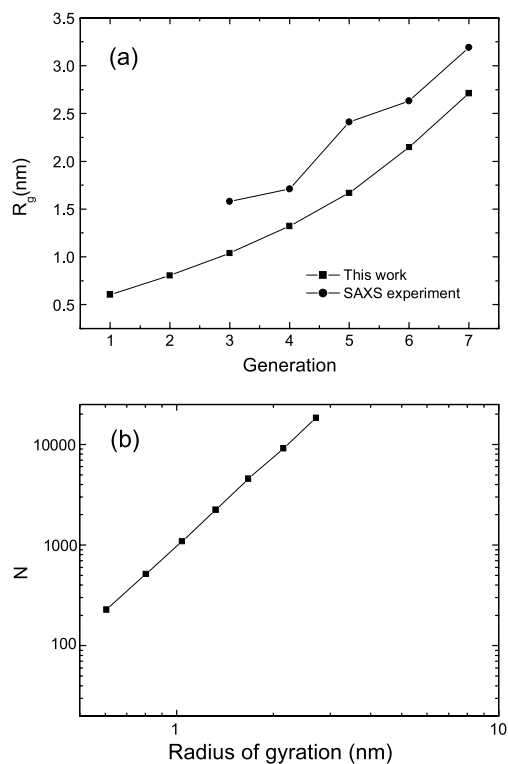 3.5
(a)
3.0
2.5
2.0
1.5
1.0
0.5
Rg(nm)
This work
SAXS experiment
1 2 3 4 5 6 7
Generation
(b)
10000
1000
100
N
1 10
Radius of gyration (nm)